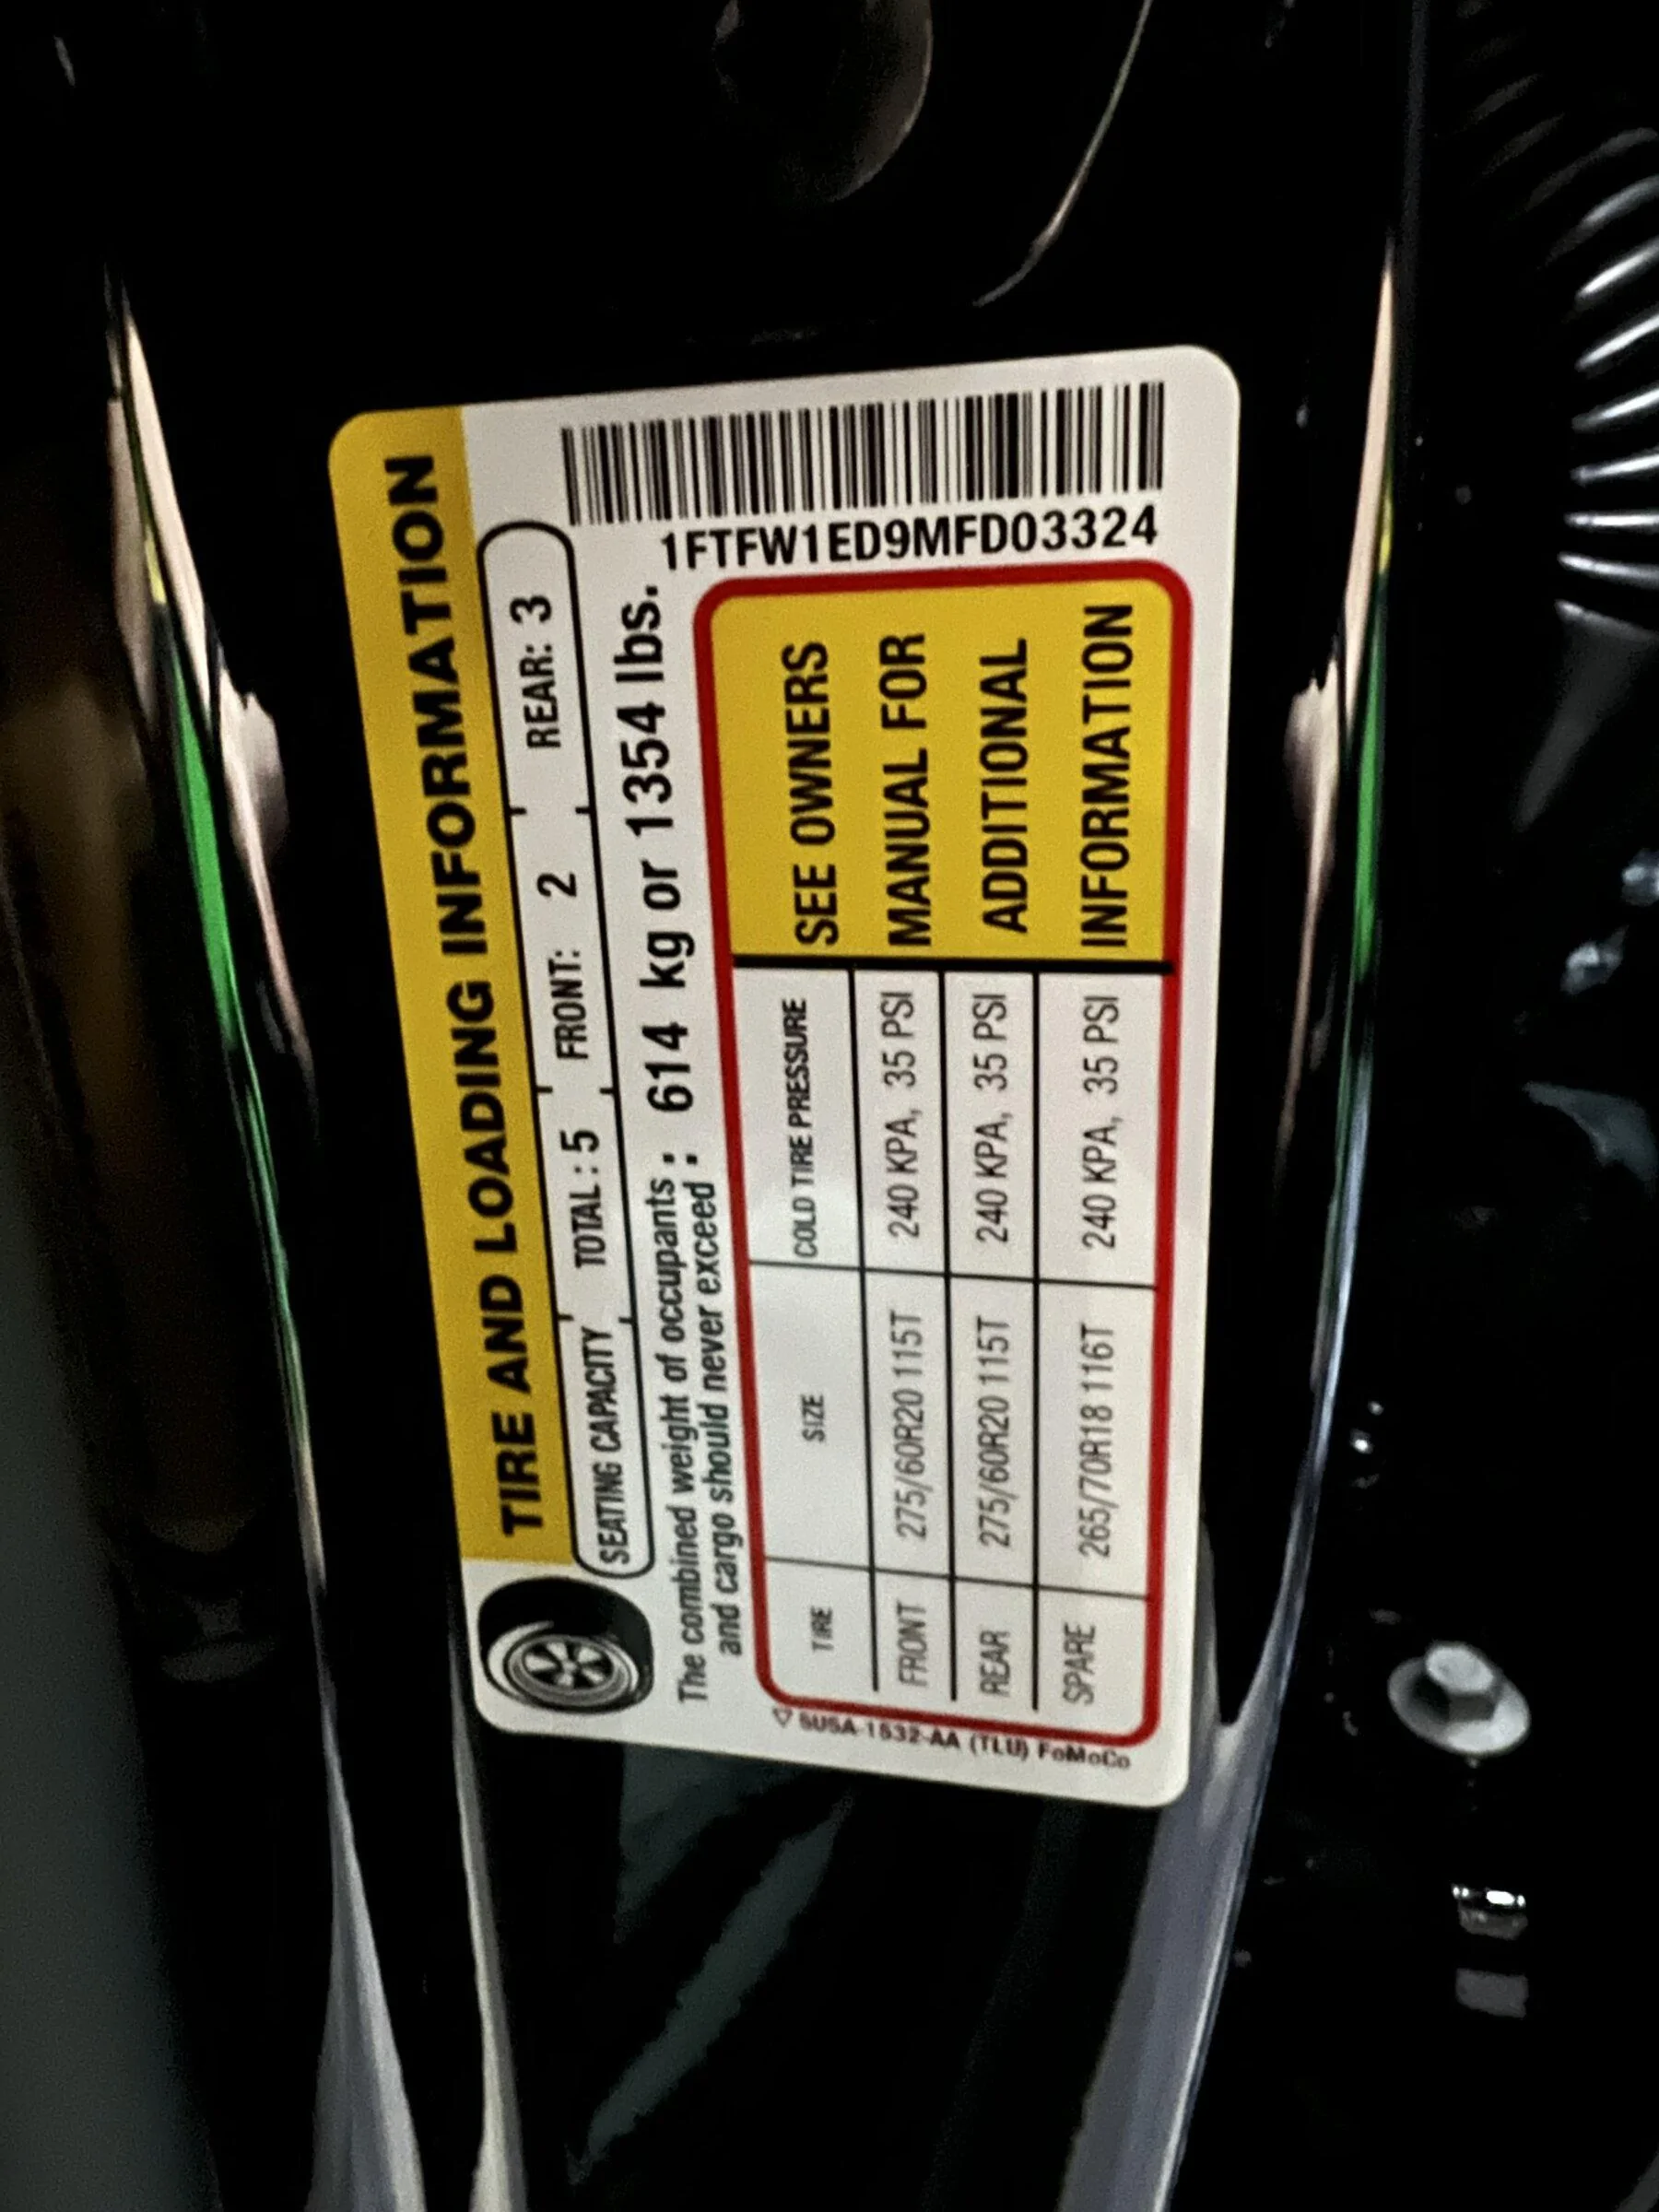 TIRE AND LOADING INFORMATION
SEATING CAPACITY TOTAL : 5 FRONT: 2 REAR: 3
The combined weight of occupants : 614 kg or 1354 lbs.
and cargo should never exceed :
1FTFW1ED9MFD03324
TIRE SIZE COLD TIRE PRESSURE SEE OWNERS
FRONT 275/60R20 115T 240 KPA, 35 PSI MANUAL FOR
REAR 275/60R20 115T 240 KPA, 35 PSI ADDITIONAL
SPARE 265/70R18 116T 240 KPA, 35 PSI INFORMATION
5U5A-1532-AA (TLU) FoMoCo